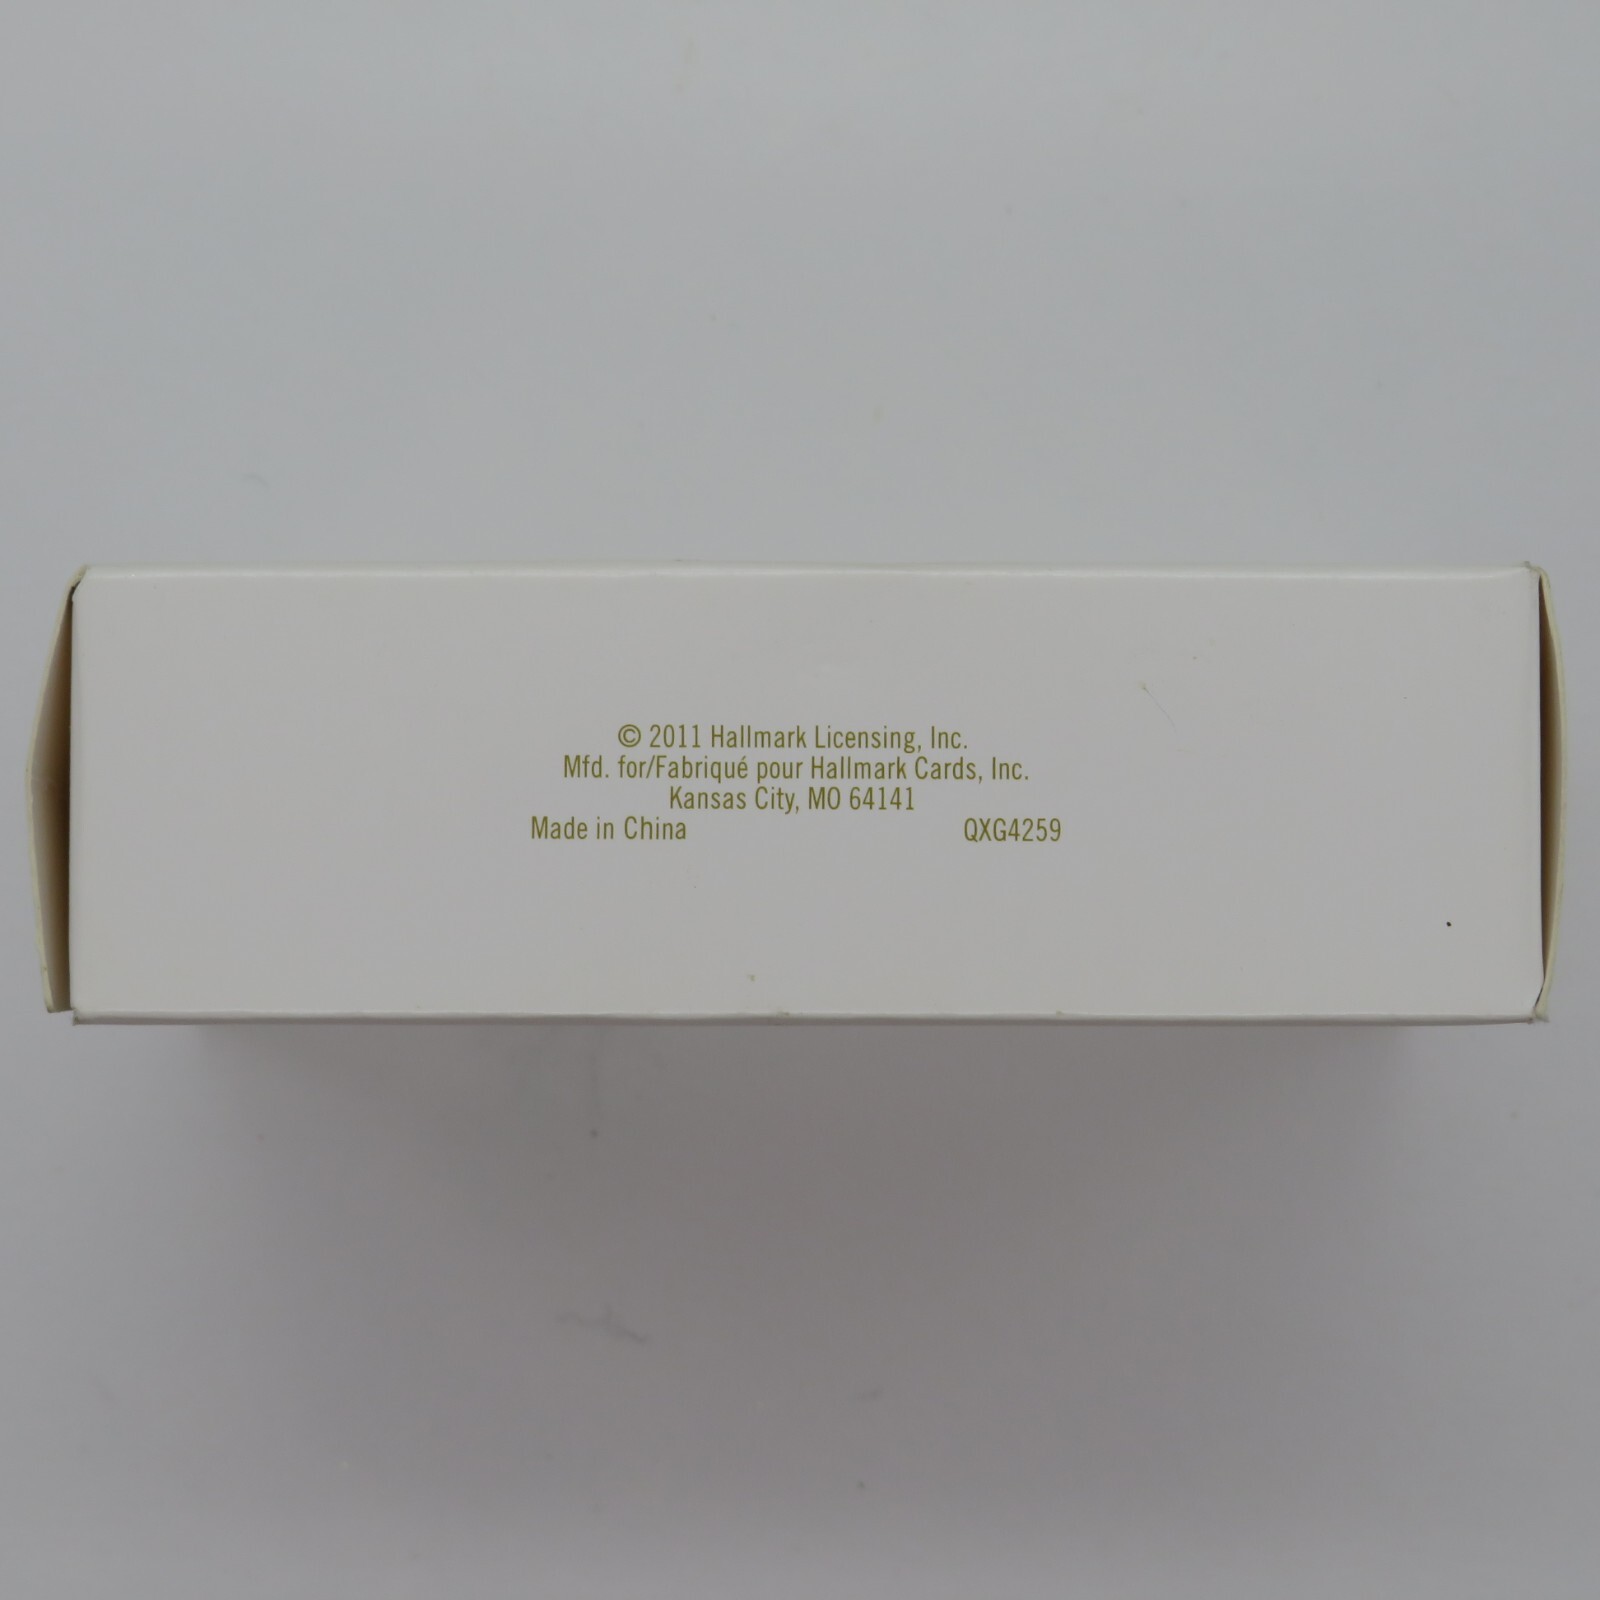 © 2011 Hallmark Licensing, Inc.
Mfd. for/Fabriqué pour Hallmark Cards, Inc.
Kansas City, MO 64141
Made in China QXG4259